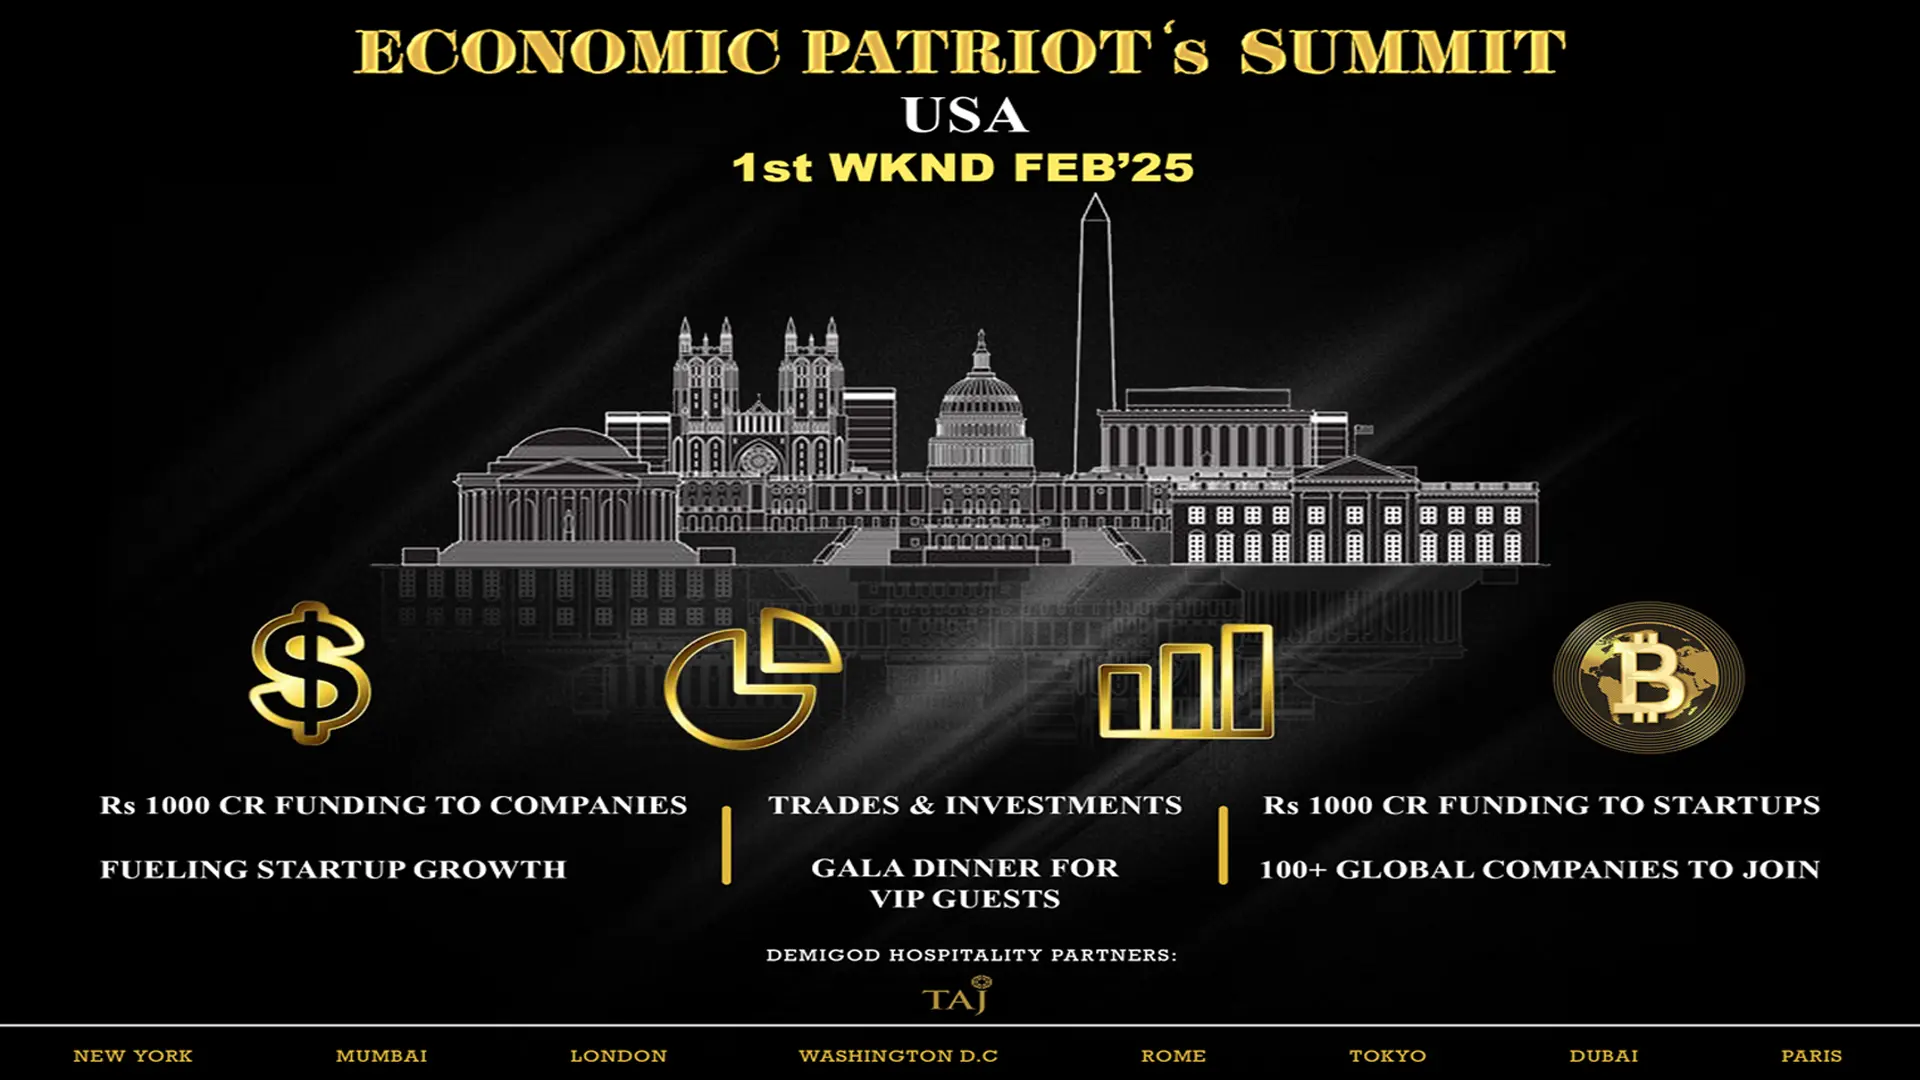 ECONOMIC PATRIOT‘s SUMMIT
USA
1st WKND FEB’25
Rs 1000 CR FUNDING TO COMPANIES
FUELING STARTUP GROWTH
TRADES & INVESTMENTS
GALA DINNER FOR
VIP GUESTS
Rs 1000 CR FUNDING TO STARTUPS
100+ GLOBAL COMPANIES TO JOIN
DEMIGOD HOSPITALITY PARTNERS:
TAJ
NEW YORK MUMBAI LONDON WASHINGTON D.C ROME TOKYO DUBAI PARIS